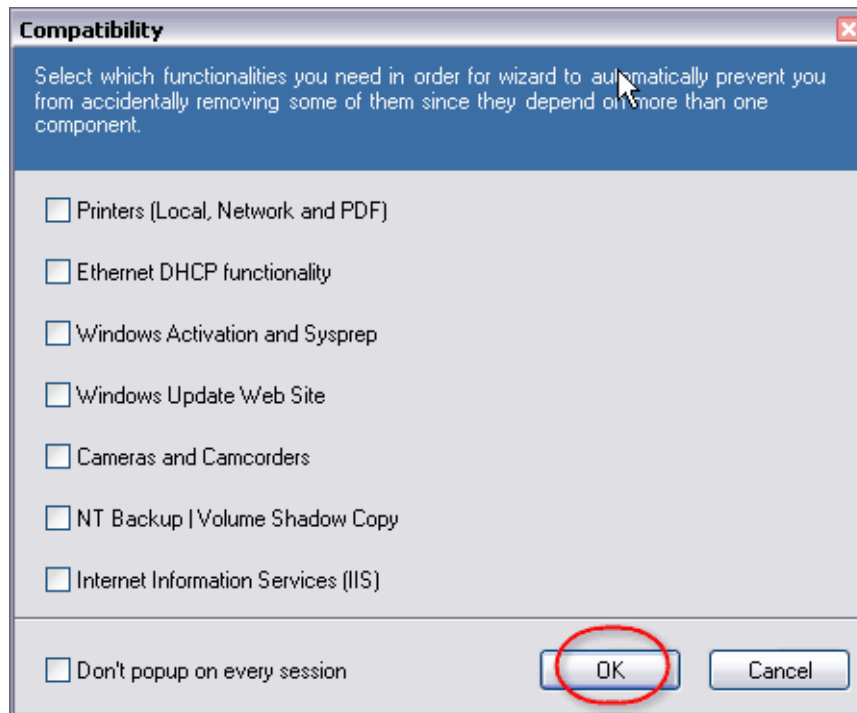 Compatibility
Select which functionalities you need in order for wizard to automatically prevent you
from accidentally removing some of them since they depend on more than one
component.
Printers (Local, Network and PDF)
Ethernet DHCP functionality
Windows Activation and Sysprep
Windows Update Web Site
Cameras and Camcorders
NT Backup | Volume Shadow Copy
Internet Information Services (IIS)
Don't popup on every session
OK
Cancel